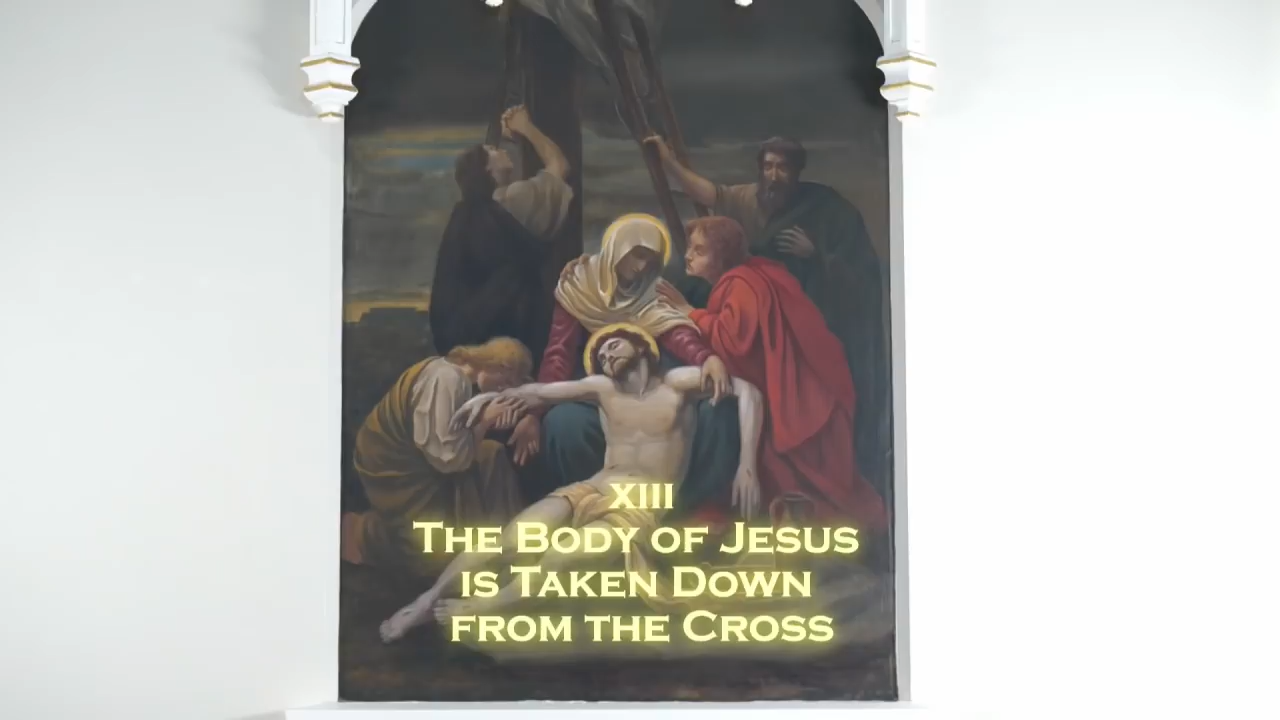 XIII
The Body of Jesus
is Taken Down
from the Cross